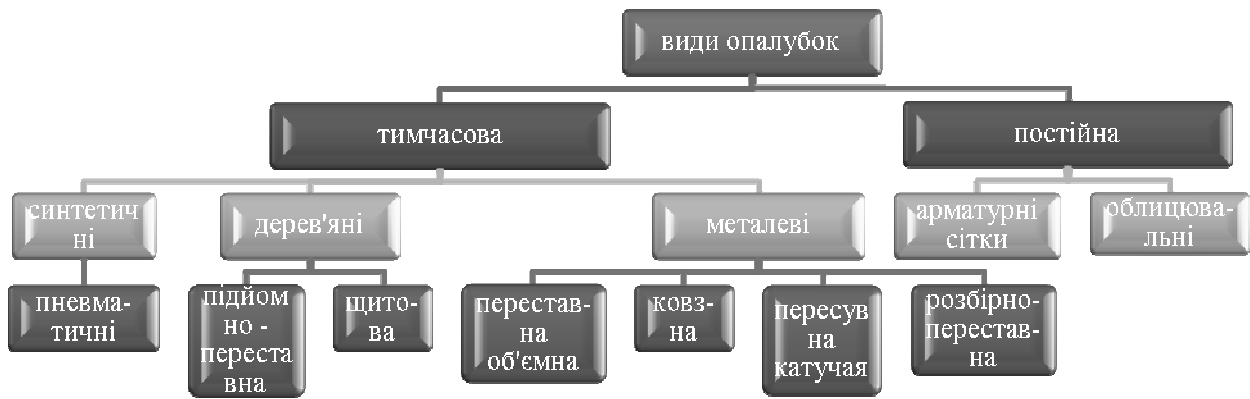 види опалубок
тимчасова
постійна
синтетич
ні
дерев'яні
металеві
арматурні
сітки
облицюва-
льні
пневма-
тичні
підйом
но -
переста
вна
щито-
ва
перестав-
на
об'ємна
ковз-
на
пересув
на
катучая
розбірно-
перестав-
на